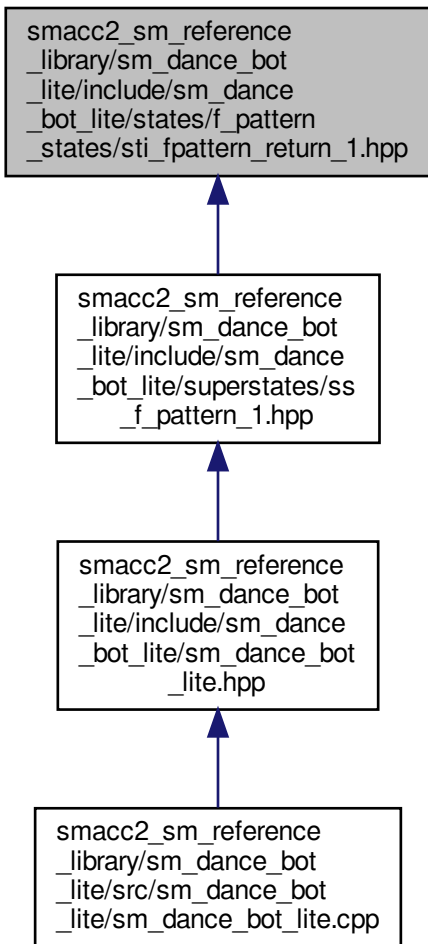 smacc2_sm_reference
_library/sm_dance_bot
_lite/include/sm_dance
_bot_lite/states/f_pattern
_states/sti_fpattern_return_1.hpp
smacc2_sm_reference
_library/sm_dance_bot
_lite/include/sm_dance
_bot_lite/superstates/ss
_f_pattern_1.hpp
smacc2_sm_reference
_library/sm_dance_bot
_lite/include/sm_dance
_bot_lite/sm_dance_bot
_lite.hpp
smacc2_sm_reference
_library/sm_dance_bot
_lite/src/sm_dance_bot
_lite/sm_dance_bot_lite.cpp